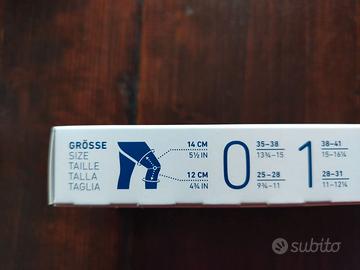 GRÖSSE
SIZE
TAILLE
TALLA
TAGLIA
14 CM
5½ IN
12 CM
4¾ IN
0
35–38
13¾–15
25–28
9¾–11
1
38–41
15–16¼
28–31
11–12¼
subito